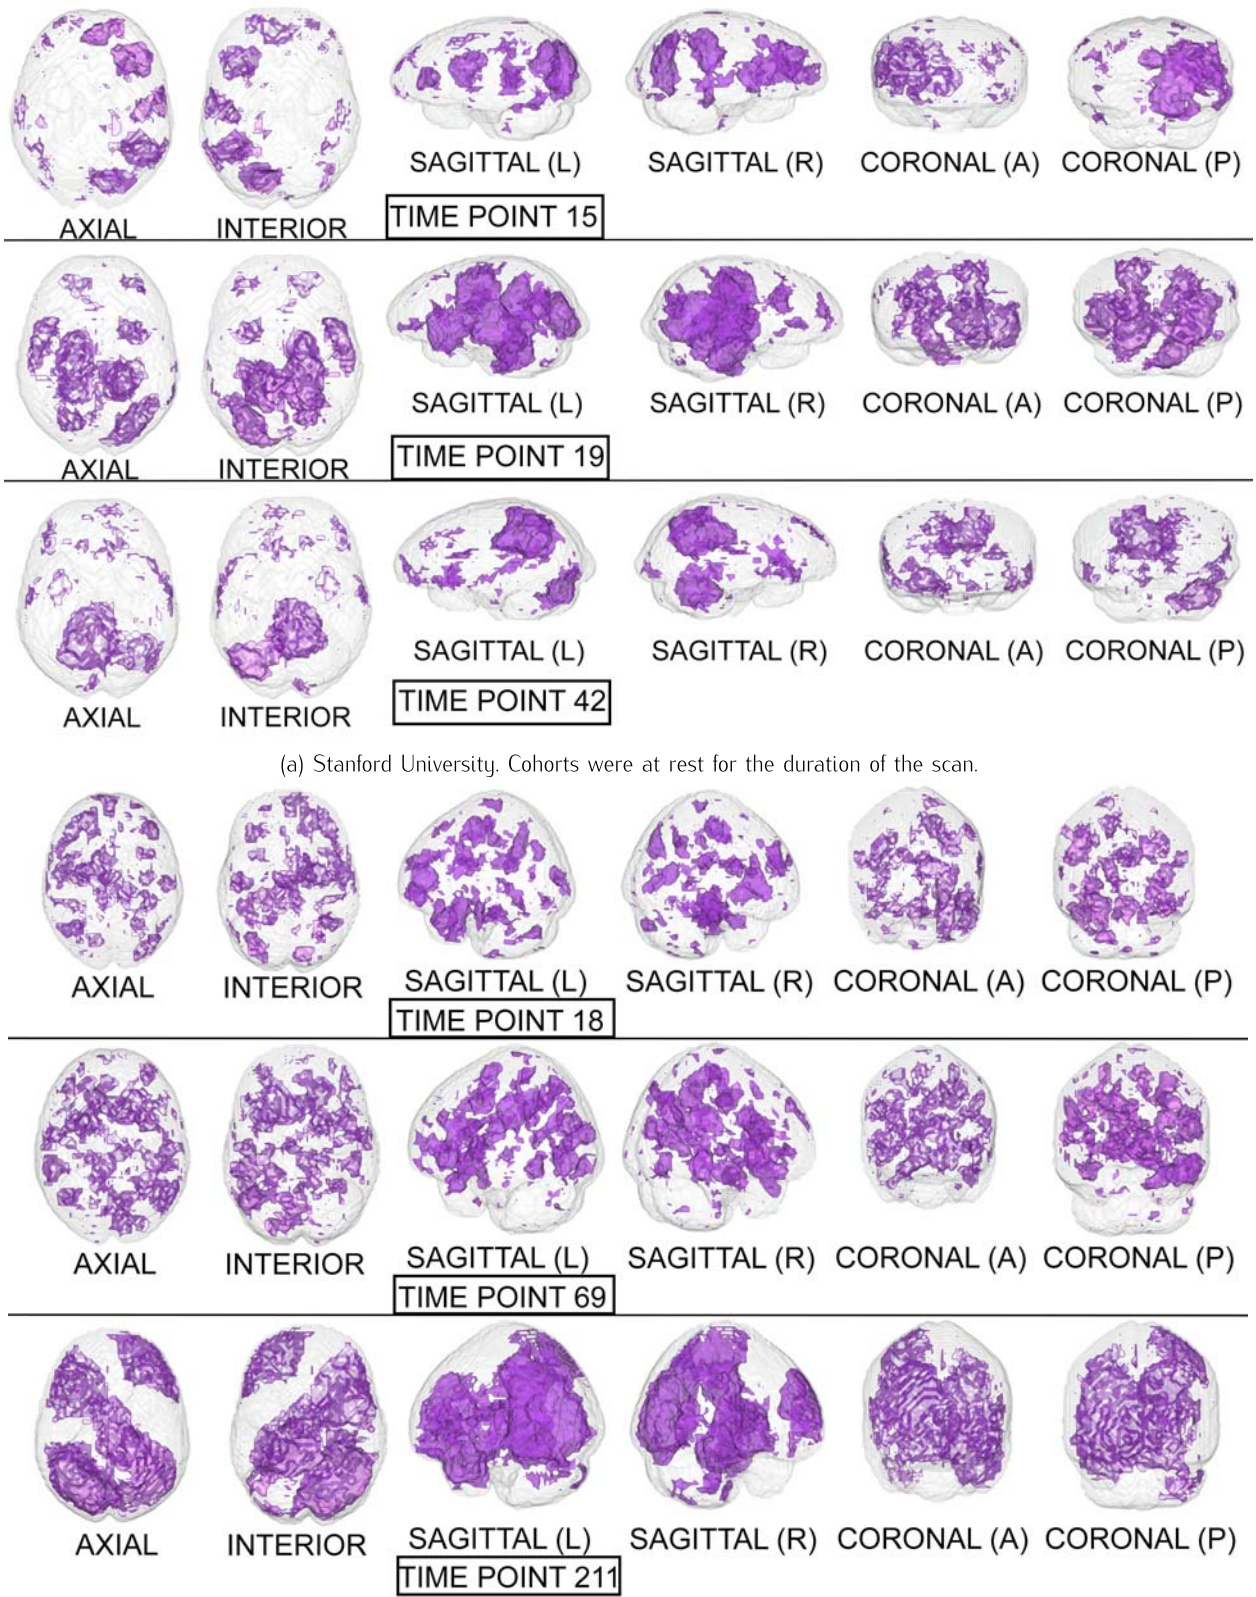 SAGITTAL (L) SAGITTAL (R) CORONAL (A) CORONAL (P)
TIME POINT 15
AXIAL INTERIOR
SAGITTAL (L) SAGITTAL (R) CORONAL (A) CORONAL (P)
TIME POINT 19
AXIAL INTERIOR
SAGITTAL (L) SAGITTAL (R) CORONAL (A) CORONAL (P)
TIME POINT 42
AXIAL INTERIOR
(a) Stanford University. Cohorts were at rest for the duration of the scan.
AXIAL INTERIOR SAGITTAL (L) SAGITTAL (R) CORONAL (A) CORONAL (P)
TIME POINT 18
AXIAL INTERIOR SAGITTAL (L) SAGITTAL (R) CORONAL (A) CORONAL (P)
TIME POINT 69
AXIAL INTERIOR SAGITTAL (L) SAGITTAL (R) CORONAL (A) CORONAL (P)
TIME POINT 211